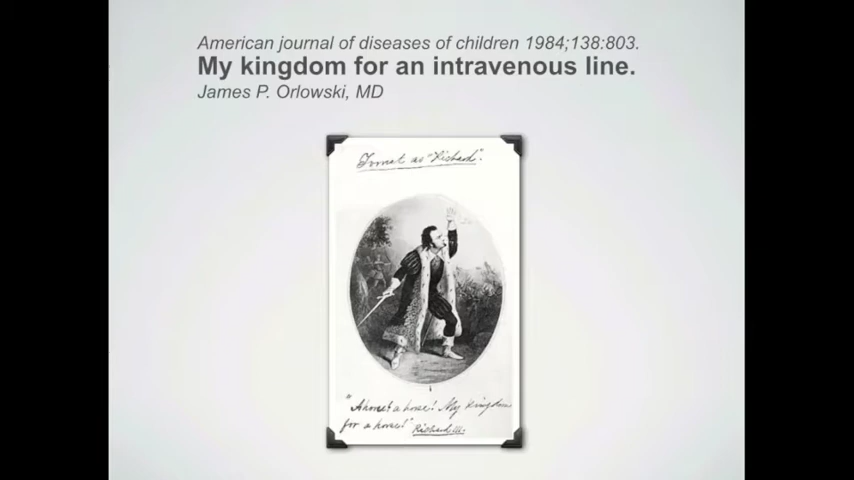 American journal of diseases of children 1984;138:803.
My kingdom for an intravenous line.
James P. Orlowski, MD
as "Richard".
"A horse! a horse! My kingdom
for a horse!" Richard III.